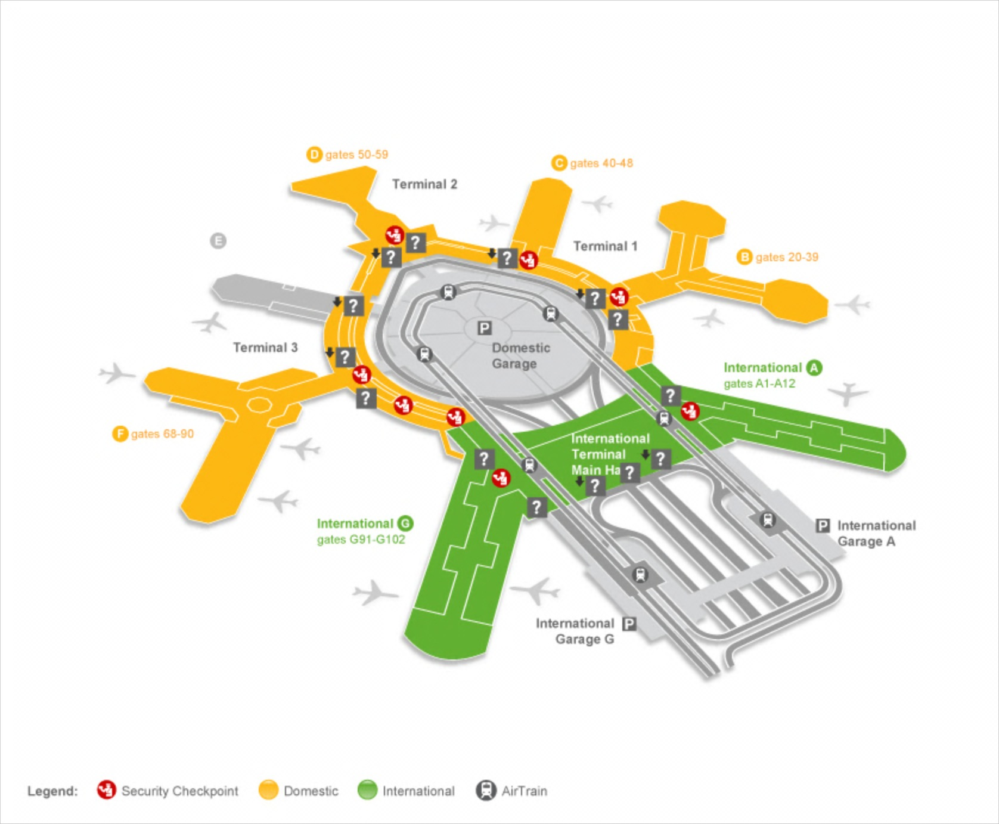 D gates 50-59
C gates 40-48
Terminal 2
E
Terminal 1
B gates 20-39
P
Domestic
Garage
Terminal 3
International A
gates A1-A12
F gates 68-90
International
Terminal
Main Ha
International G
gates G91-G102
P International
Garage A
International P
Garage G
? ? ? ? ? ? ? ? ? ? ? ? ? ? ?
Legend: Security Checkpoint Domestic International AirTrain